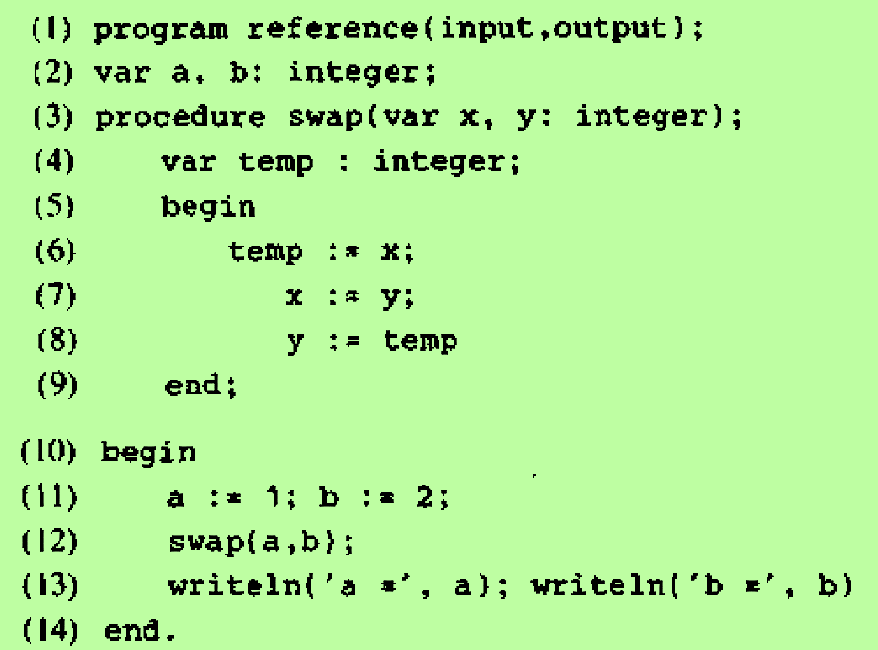 (1) program reference(input,output);
(2) var a, b: integer;
(3) procedure swap(var x, y: integer);
(4) var temp : integer;
(5) begin
(6) temp := x;
(7) x := y;
(8) y := temp
(9) end;
(10) begin
(11) a := 1; b := 2;
(12) swap(a,b);
(13) writeln('a =', a); writeln('b =', b)
(14) end.